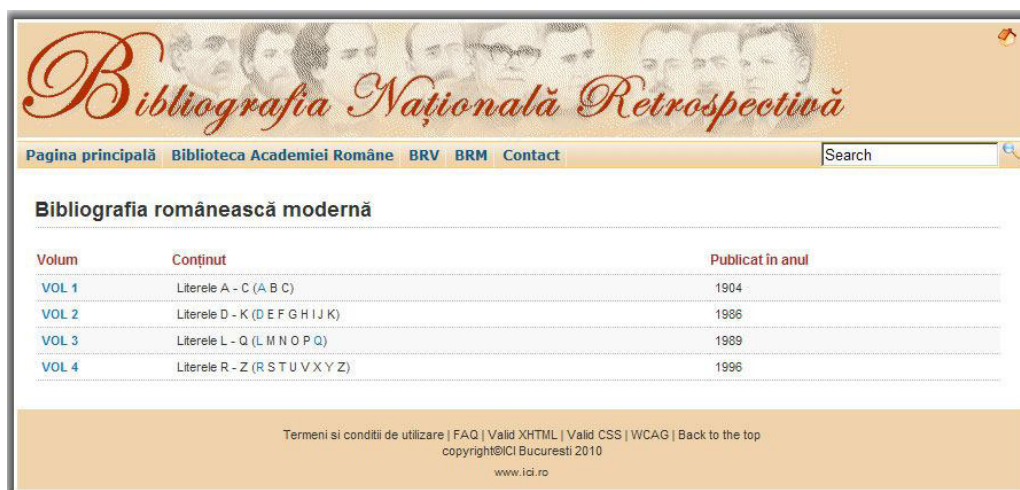 Bibliografia Națională Retrospectivă
Pagina principală Biblioteca Academiei Române BRV BRM Contact Search
Bibliografia românească modernă
Volum Conținut Publicat în anul
VOL 1 Literele A - C (A B C) 1904
VOL 2 Literele D - K (D E F G H I J K) 1986
VOL 3 Literele L - Q (L M N O P Q) 1989
VOL 4 Literele R - Z (R S T U V X Y Z) 1996
Termeni si conditii de utilizare | FAQ | Valid XHTML | Valid CSS | WCAG | Back to the top
copyright©ICI Bucuresti 2010
www.ici.ro